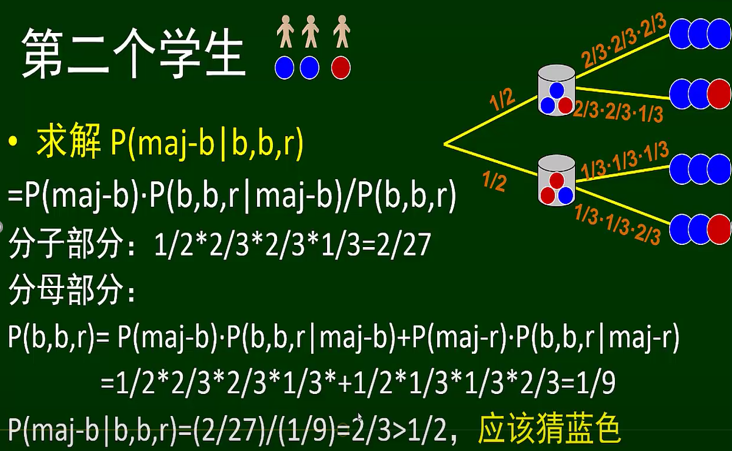 第二个学生
• 求解 P(maj-b|b,b,r)
=P(maj-b)·P(b,b,r|maj-b)/P(b,b,r)
分子部分：1/2*2/3*2/3*1/3=2/27
分母部分：
P(b,b,r)= P(maj-b)·P(b,b,r|maj-b)+P(maj-r)·P(b,b,r|maj-r)
=1/2*2/3*2/3*1/3*+1/2*1/3*1/3*2/3=1/9
P(maj-b|b,b,r)=(2/27)/(1/9)=2/3>1/2，应该猜蓝色
1/2
2/3·2/3·2/3
2/3·2/3·1/3
1/2
1/3·1/3·1/3
1/3·1/3·2/3